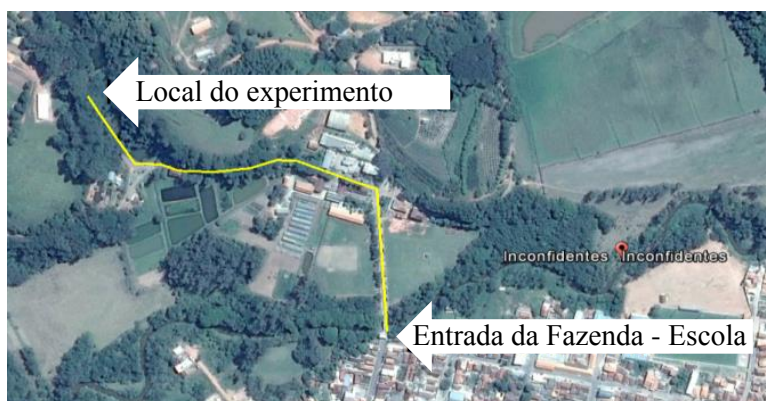 Local do experimento
Inconfidentes Inconfidentes
Entrada da Fazenda - Escola